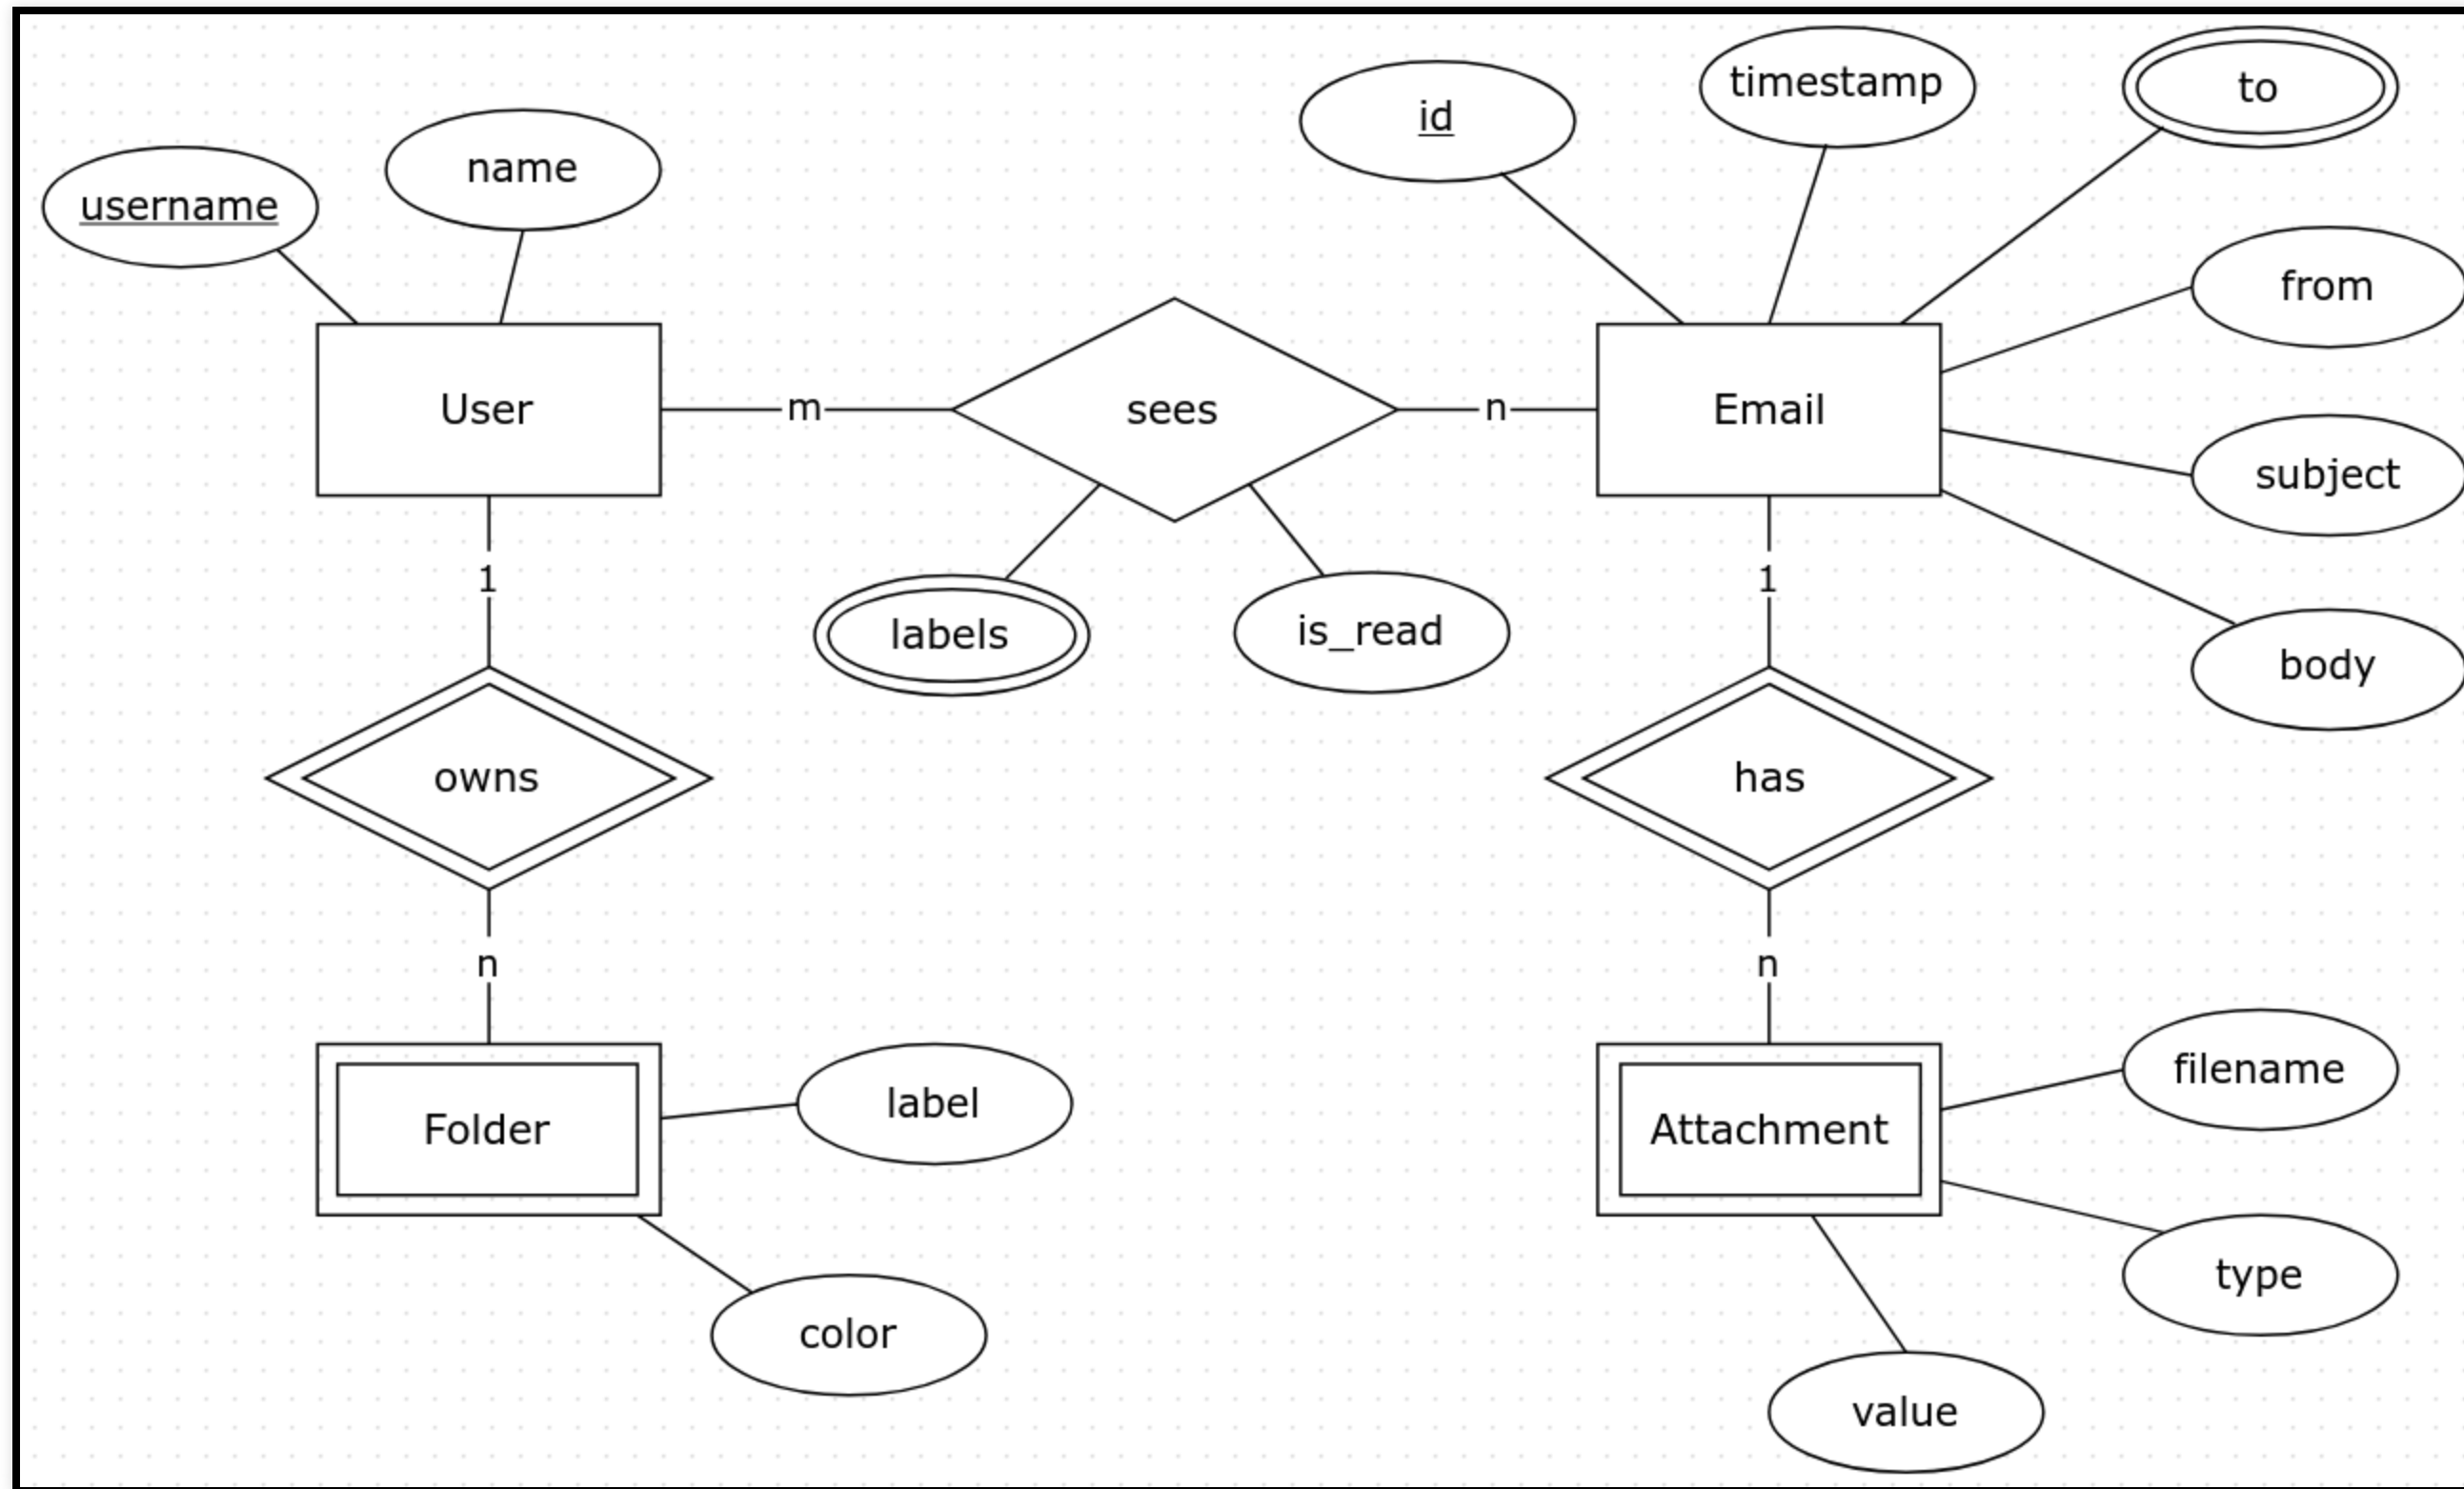 timestamp
to
id
name
username
from
User
m
sees
n
Email
subject
1
1
labels
is_read
body
owns
has
n
n
filename
label
Folder
Attachment
type
color
value